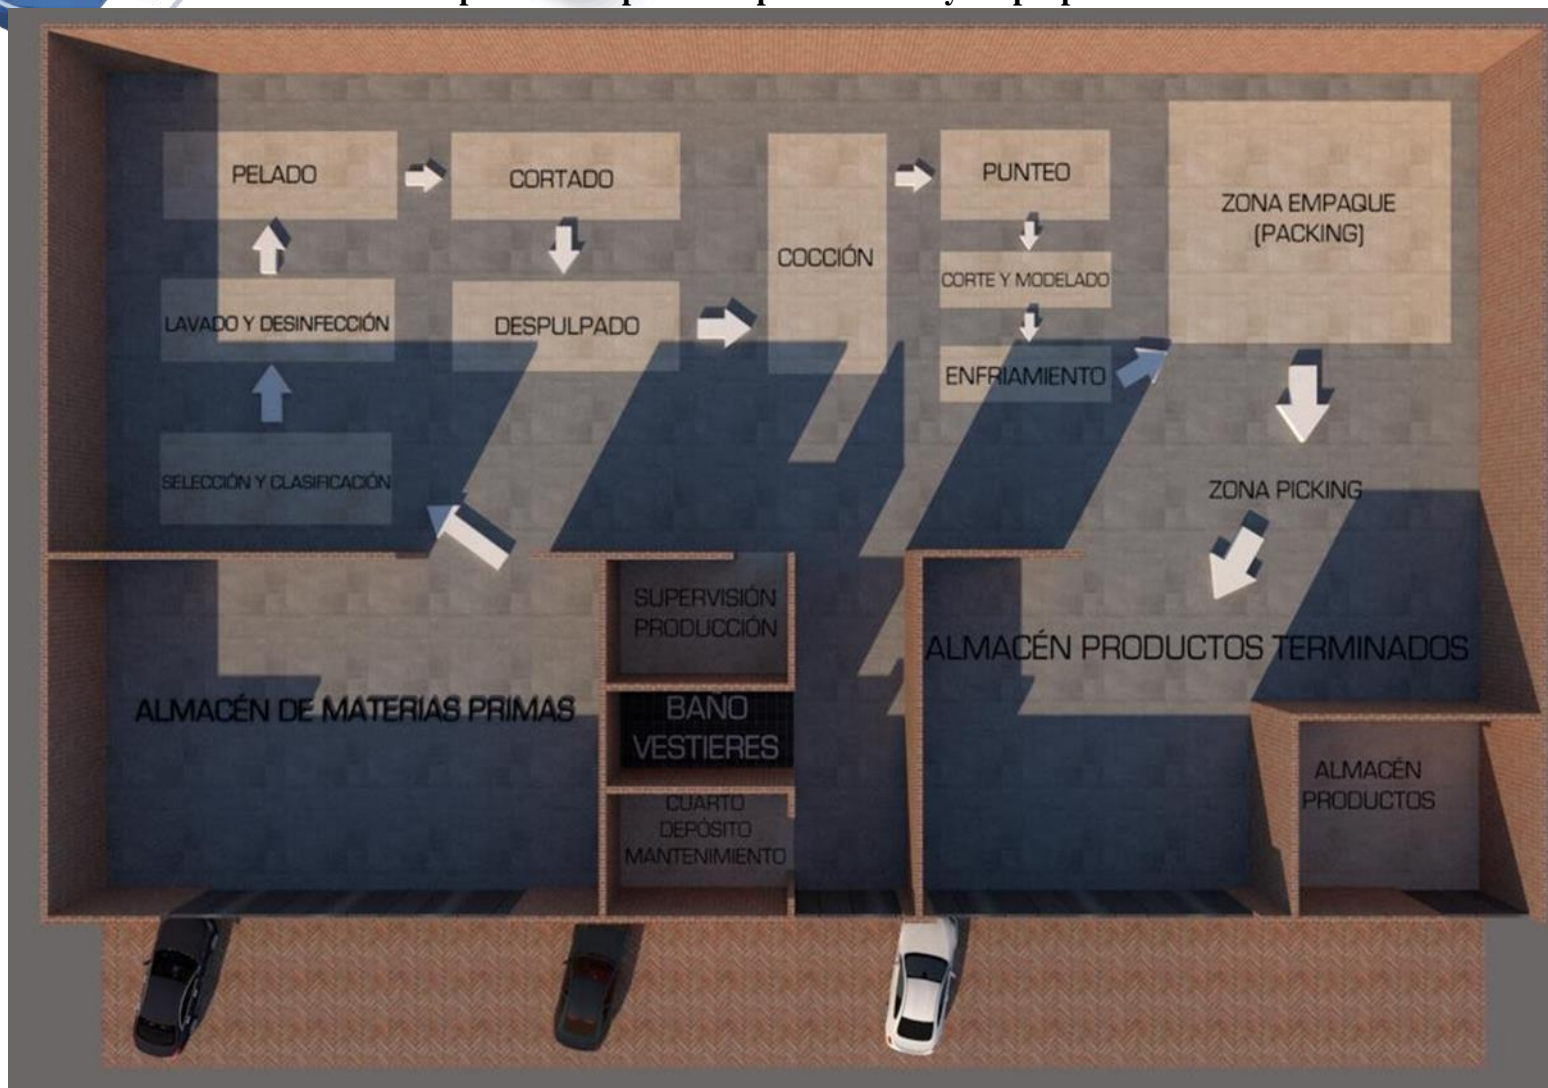 PELADO
CORTADO
PUNTEO
ZONA EMPAQUE
(PACKING)
COCCIÓN
CORTE Y MODELADO
LAVADO Y DESINFECCIÓN
DESPULPADO
ENFRIAMIENTO
SELECCIÓN Y CLASIFICACIÓN
ZONA PICKING
SUPERVISIÓN
PRODUCCIÓN
ALMACÉN PRODUCTOS TERMINADOS
ALMACÉN DE MATERIAS PRIMAS
BAÑO
VESTIERES
ALMACÉN
PRODUCTOS
CUARTO
DEPÓSITO
MANTENIMIENTO